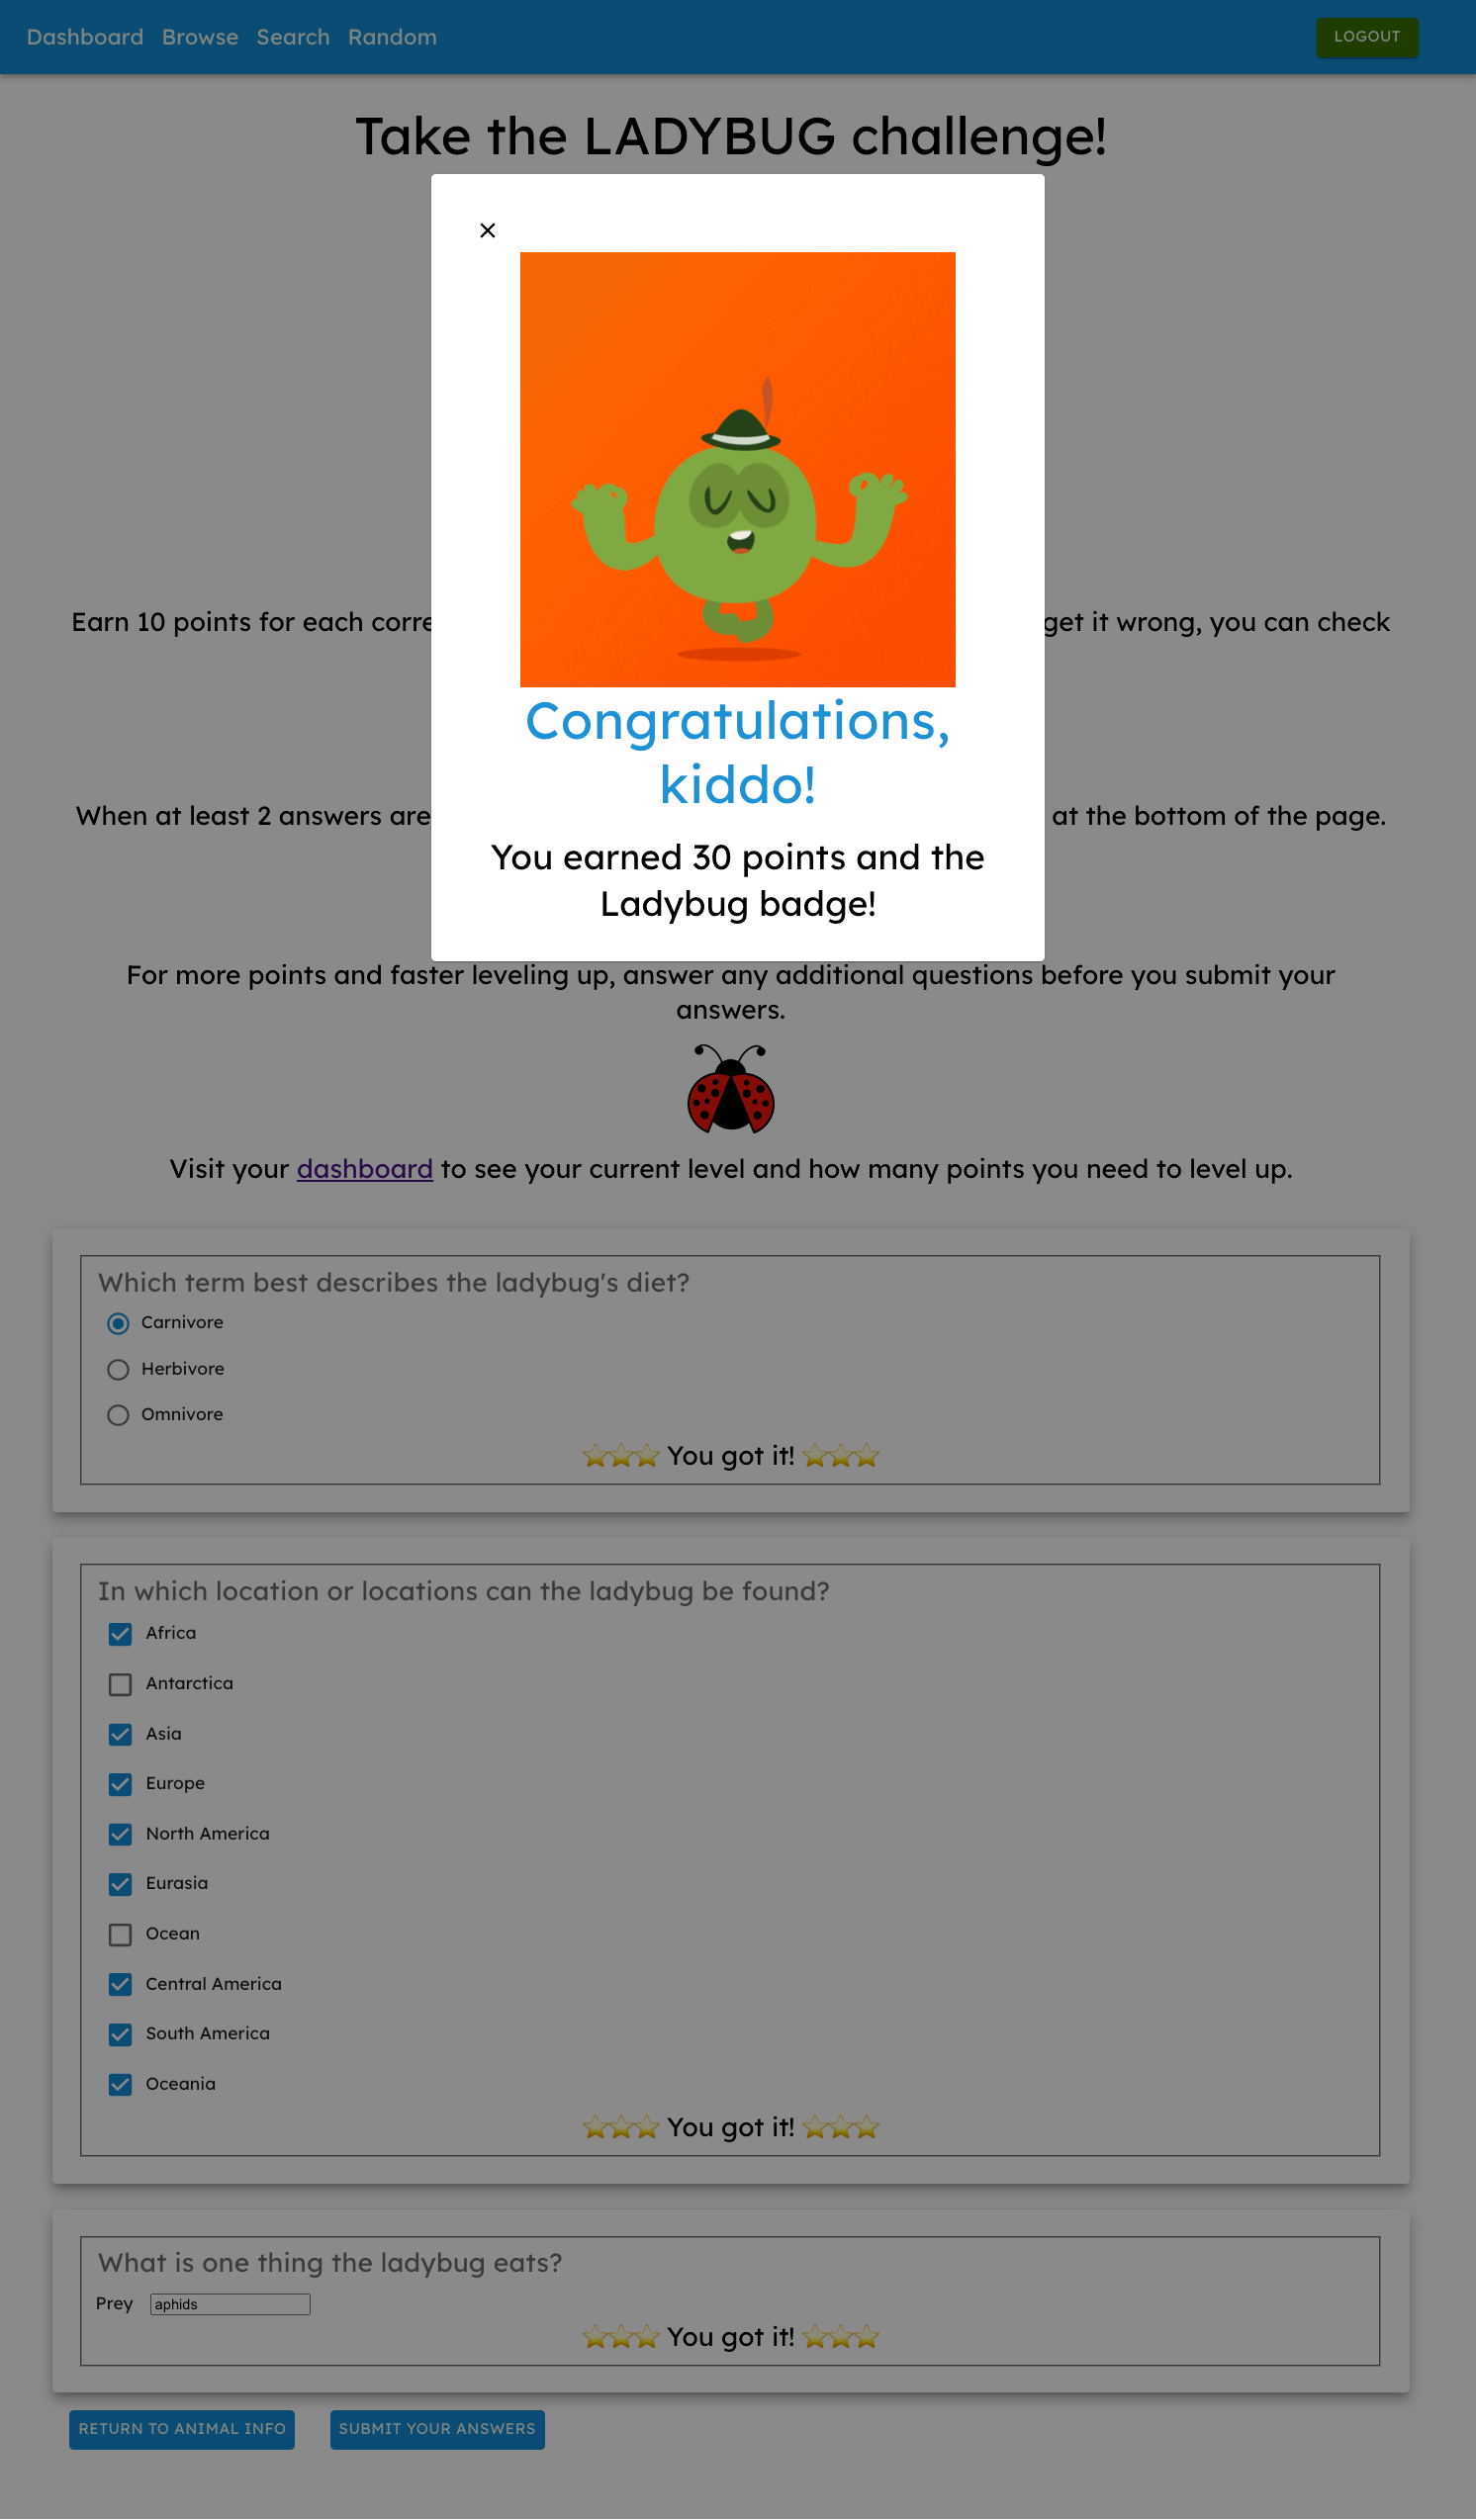 Dashboard Browse Search Random LOGOUT
Take the LADYBUG challenge!
Earn 10 points for each corre
get it wrong, you can check
Congratulations,
kiddo!
When at least 2 answers are
at the bottom of the page.
You earned 30 points and the
Ladybug badge!
For more points and faster leveling up, answer any additional questions before you submit your
answers.
Visit your dashboard to see your current level and how many points you need to level up.
Which term best describes the ladybug's diet?
Carnivore
Herbivore
Omnivore
⭐⭐⭐ You got it! ⭐⭐⭐
In which location or locations can the ladybug be found?
Africa
Antarctica
Asia
Europe
North America
Eurasia
Ocean
Central America
South America
Oceania
⭐⭐⭐ You got it! ⭐⭐⭐
What is one thing the ladybug eats?
Prey aphids
⭐⭐⭐ You got it! ⭐⭐⭐
RETURN TO ANIMAL INFO SUBMIT YOUR ANSWERS